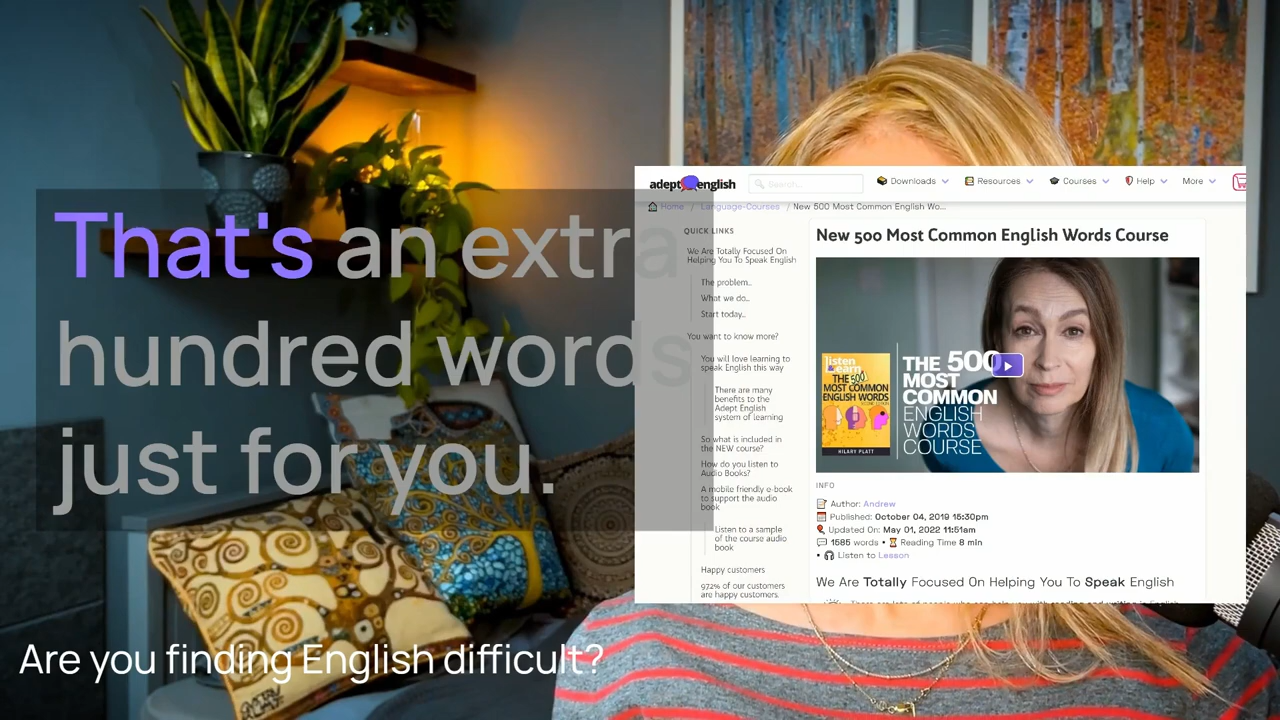 That's an extra
hundred words
just for you.
Are you finding English difficult?
adept english
Search...
Downloads
Resources
Courses
Help
More
Home / Language-Courses / New 500 Most Common English Wo...
QUICK LINKS
We Are Totally Focused On
Helping You To Speak English
The problem..
What we do..
Start today..
You want to know more?
You will love learning to
speak English this way
There are many
benefits to the
Adept English
system of learning
So what is included in
the NEW course?
How do you listen to
Audio Books?
A mobile friendly e-book
to support the audio
book
Listen to a sample
of the course audio
book
Happy customers
97.2% of our customers
are happy customers.
New 500 Most Common English Words Course
listen
Learn
THE 500
MOST COMMON
ENGLISH WORDS
HILARY PLATT
THE 500
MOST
COMMON
ENGLISH
WORDS
COURSE
INFO
Author: Andrew
Published: October 04, 2019 15:30pm
Updated On: May 01, 2022 11:51am
1585 words • Reading Time 8 min
• Listen to Lesson
We Are Totally Focused On Helping You To Speak English